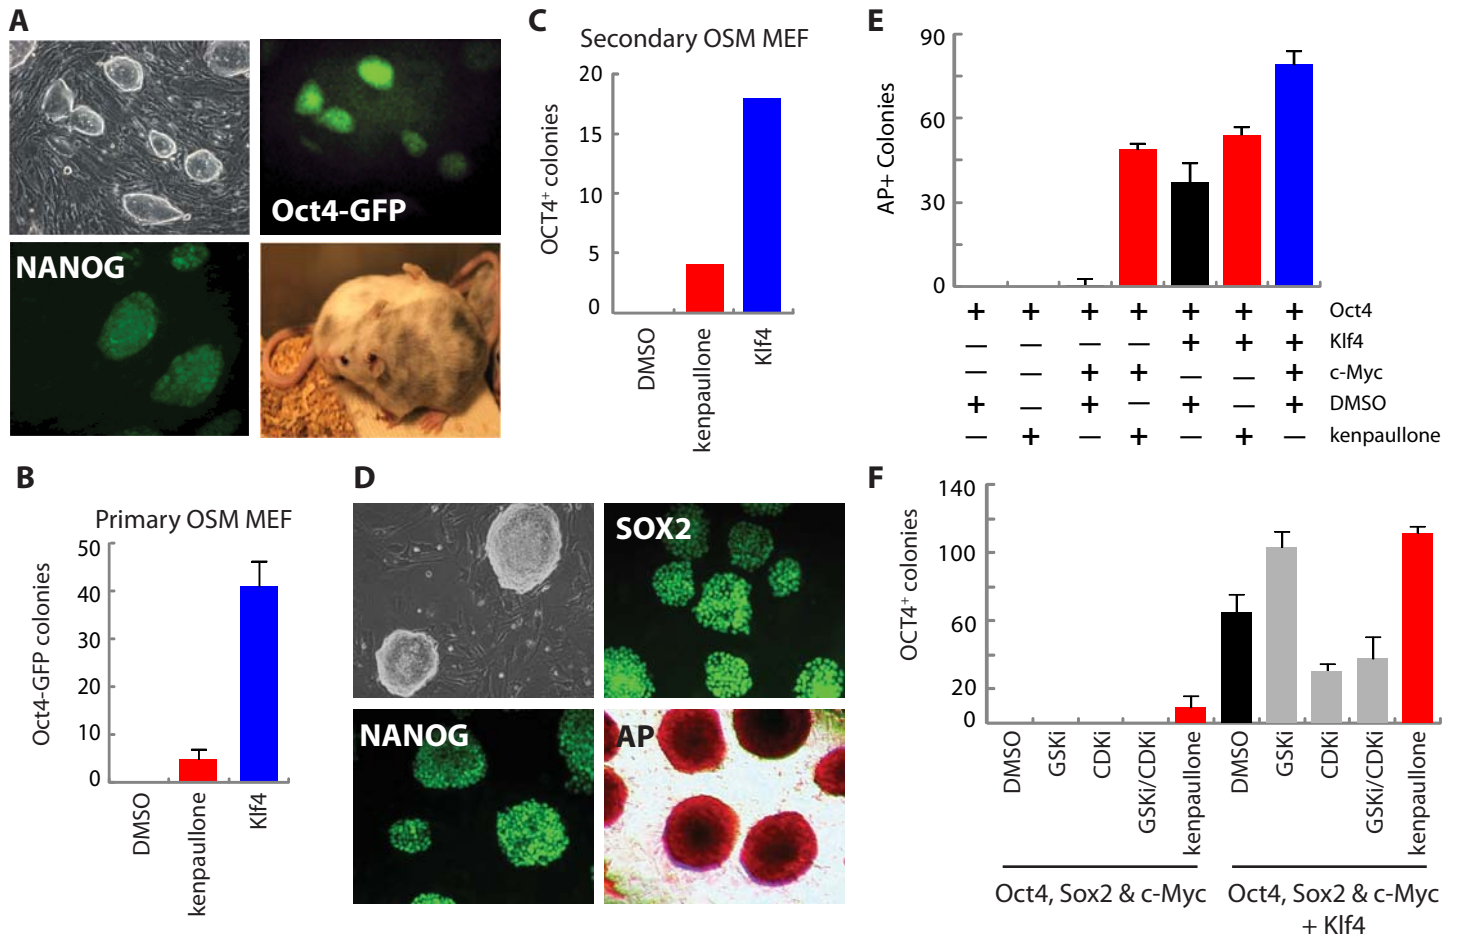 A
Oct4-GFP
NANOG
B
Primary OSM MEF
Oct4-GFP colonies
50
40
30
20
10
0
DMSO
kenpaullone
Klf4
C
Secondary OSM MEF
OCT4⁺ colonies
20
15
10
5
0
DMSO
kenpaullone
Klf4
D
SOX2
NANOG
AP
E
AP+ Colonies
90
60
30
0
+ + + + + + + Oct4
— — — — + + + Klf4
— — + + — — + c-Myc
+ — + — + — + DMSO
— + — + — + — kenpaullone
F
OCT4⁺ colonies
140
100
60
20
0
DMSO
GSKi
CDKi
GSKi/CDKi
kenpaullone
DMSO
GSKi
CDKi
GSKi/CDKi
kenpaullone
Oct4, Sox2 & c-Myc
Oct4, Sox2 & c-Myc
+ Klf4